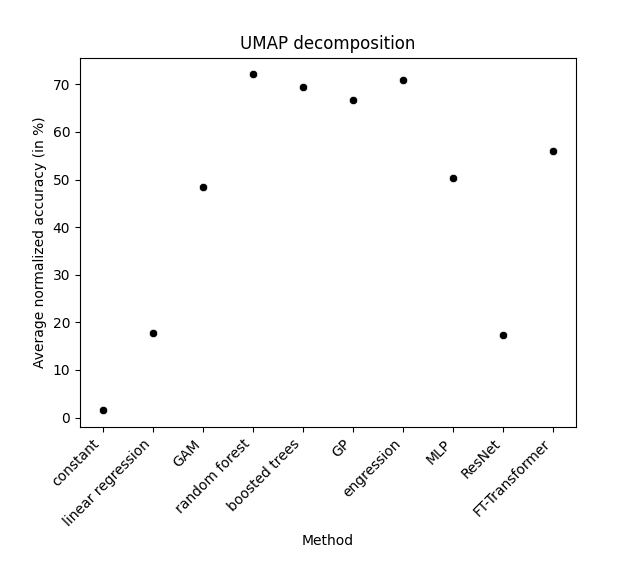 UMAP decomposition
Average normalized accuracy (in %)
70
60
50
40
30
20
10
0
constant
linear regression
GAM
random forest
boosted trees
GP
engression
MLP
ResNet
FT-Transformer
Method